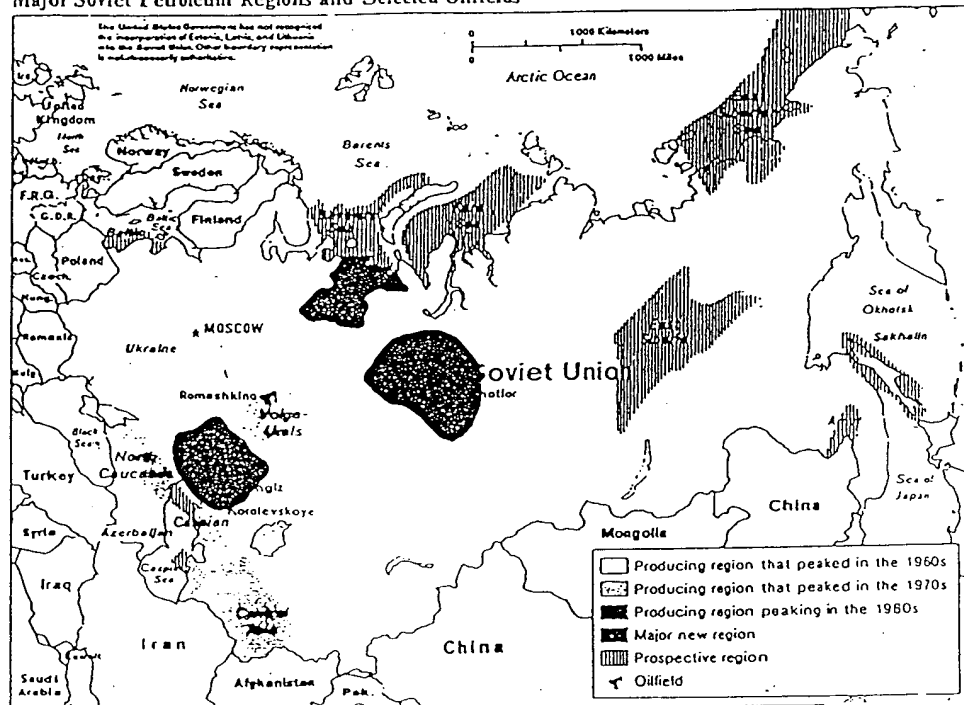 Major Soviet Petroleum Regions and Selected Oilfields
The United States Government has not recognized
the incorporation of Estonia, Latvia, and Lithuania
into the Soviet Union. Other boundary representation
is not necessarily authoritative.
1000 Kilometers
1000 Miles
Arctic Ocean
Norwegian
Sea
United
Kingdom
North
Sea
Barents
Sea
Norway
Sweden
Finland
F.R.G.
G.D.R.
Baltic
Sea
Baltic
Poland
Czech.
Hung.
Romania
Bulg.
Ukraine
MOSCOW
Sea of
Okhotsk
Sakhalin
Soviet Union
Romashkino
Volga-
Urals
Black
Sea
North
Caucasus
Turkey
Koralevskoye
Caspian
Azerbaijan
Caspian
Sea
Syria
Iraq
Iran
Saudi
Arabia
Kuwait
Central
Asia
Afghanistan
Pak.
China
Mongolia
China
Sea of
Japan
Producing region that peaked in the 1960s
Producing region that peaked in the 1970s
Producing region peaking in the 1980s
Major new region
Prospective region
Oilfield